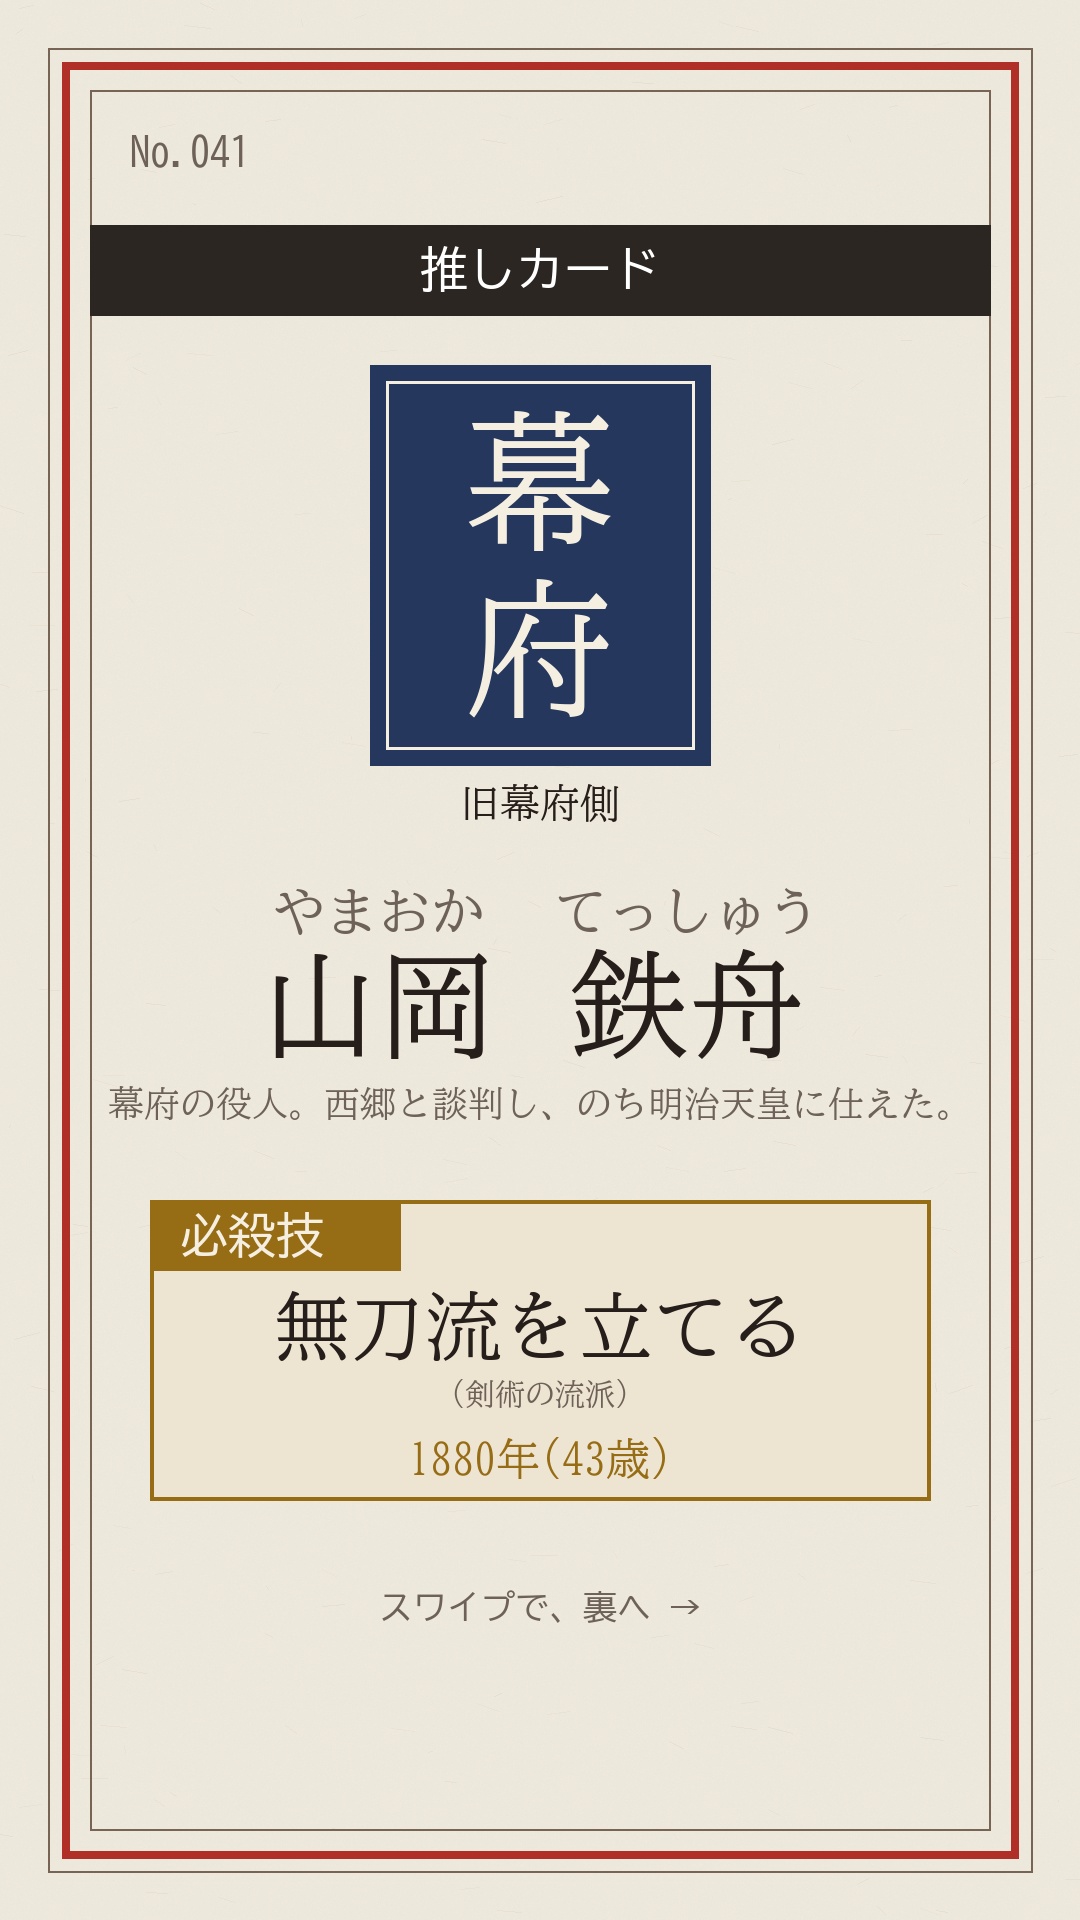 No.041
推しカード
幕
府
旧幕府側
やまおか　てっしゅう
山岡　鉄舟
幕府の役人。西郷と談判し、のち明治天皇に仕えた。
必殺技
無刀流を立てる
（剣術の流派）
1880年（43歳）
スワイプで、裏へ →